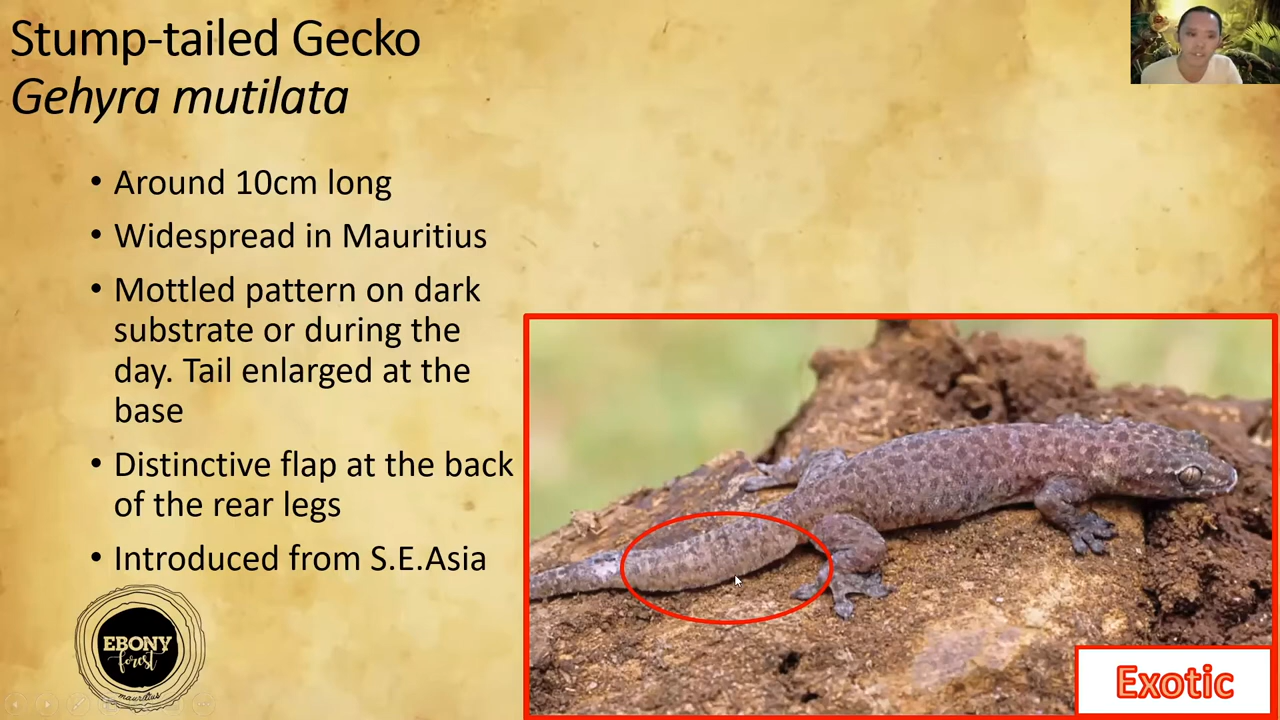 Stump-tailed Gecko
Gehyra mutilata
• Around 10cm long
• Widespread in Mauritius
• Mottled pattern on dark
substrate or during the
day. Tail enlarged at the
base
• Distinctive flap at the back
of the rear legs
• Introduced from S.E.Asia
EBONY
forest
mauritius
Exotic